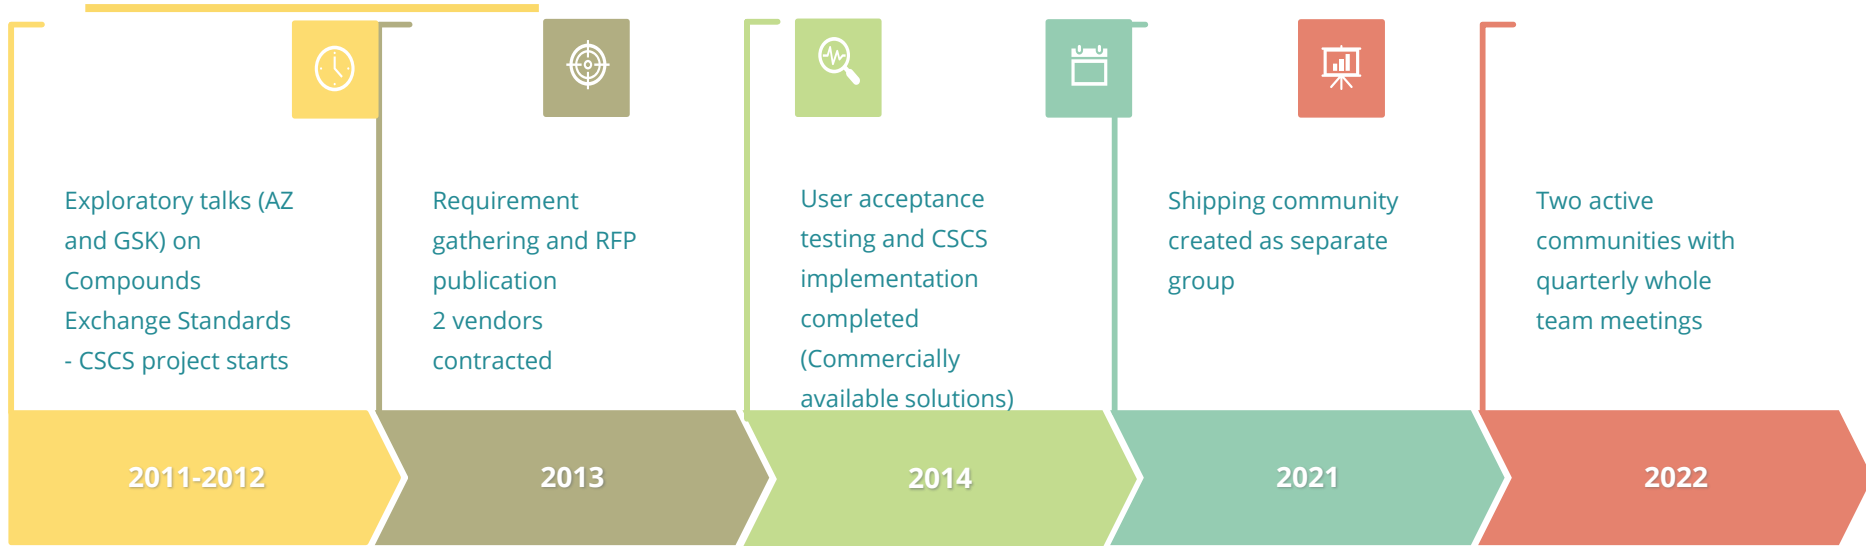 Exploratory talks (AZ
and GSK) on
Compounds
Exchange Standards
- CSCS project starts
Requirement
gathering and RFP
publication
2 vendors
contracted
User acceptance
testing and CSCS
implementation
completed
(Commercially
available solutions)
Shipping community
created as separate
group
Two active
communities with
quarterly whole
team meetings
2011-2012
2013
2014
2021
2022